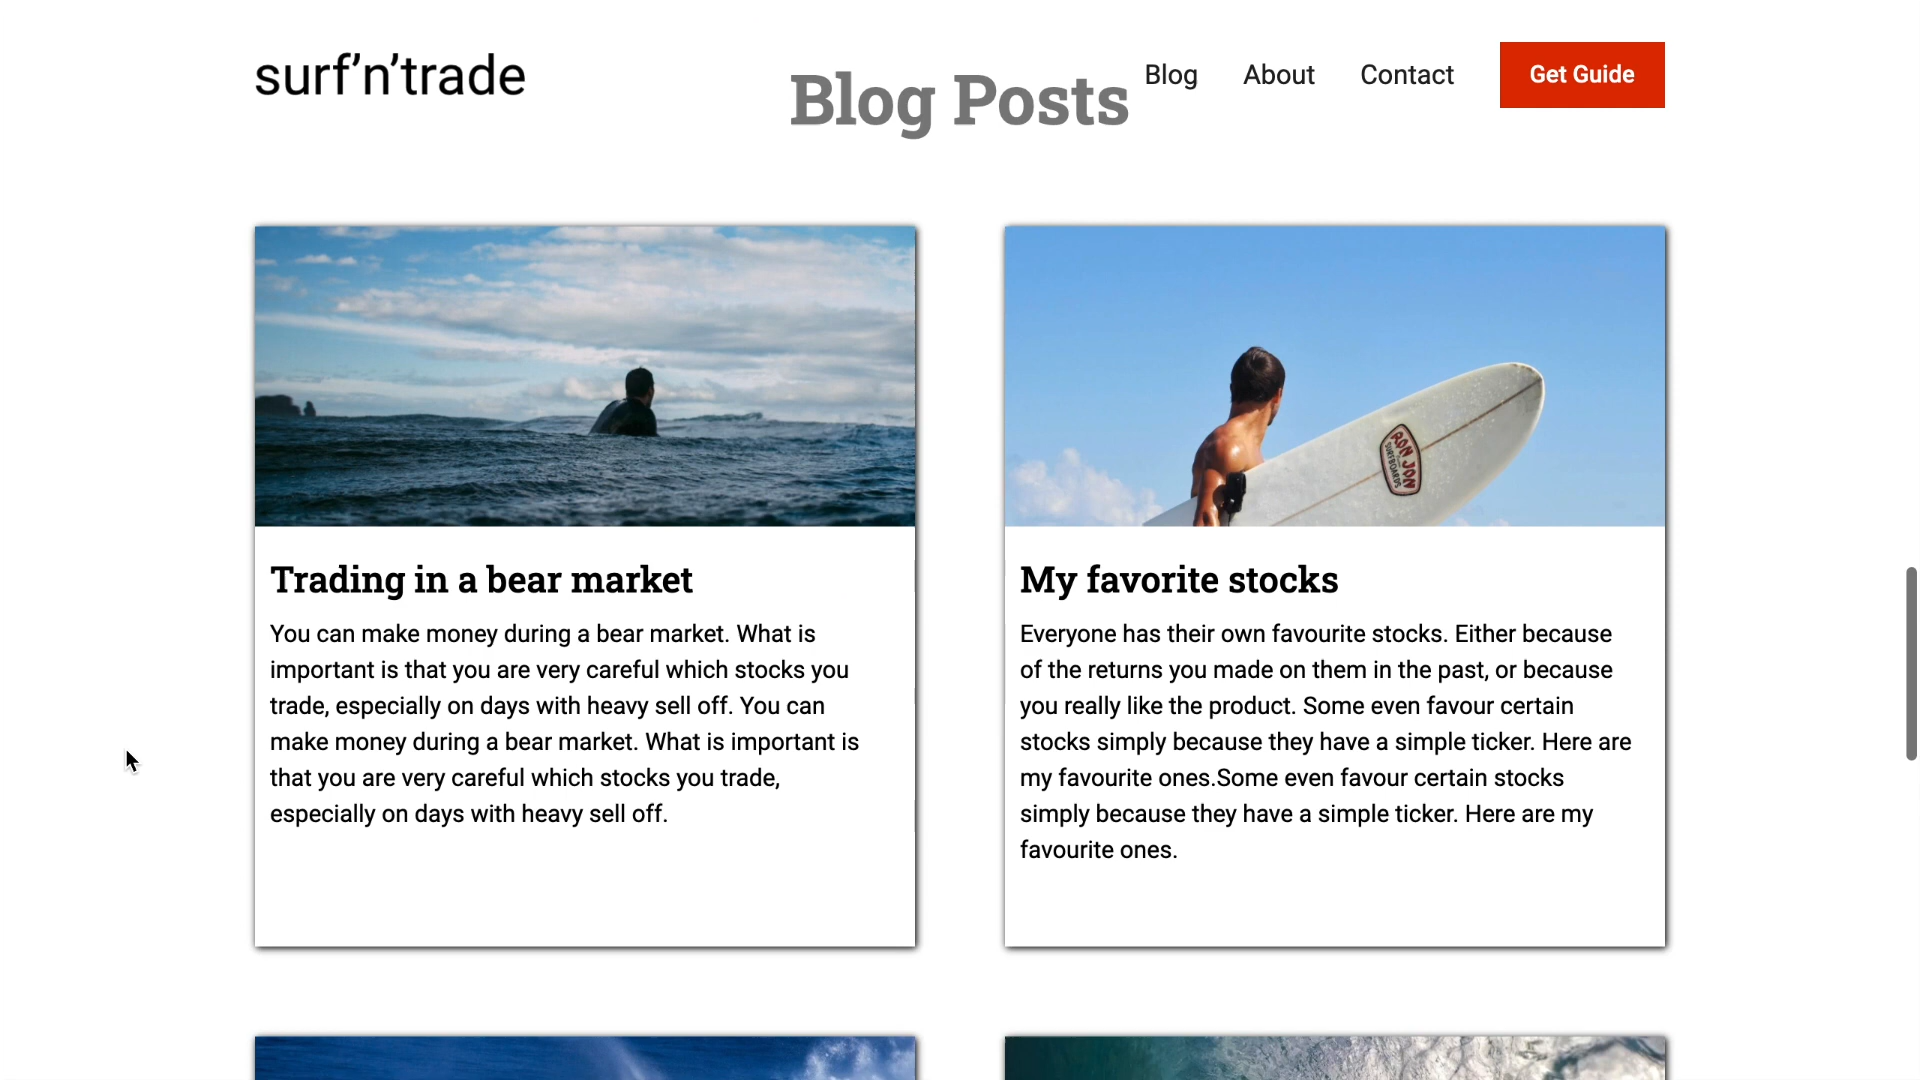 surf’n’trade
Blog Posts
Blog
About
Contact
Get Guide
RON JON
SURFBOARDS
Trading in a bear market
You can make money during a bear market. What is
important is that you are very careful which stocks you
trade, especially on days with heavy sell off. You can
make money during a bear market. What is important is
that you are very careful which stocks you trade,
especially on days with heavy sell off.
My favorite stocks
Everyone has their own favourite stocks. Either because
of the returns you made on them in the past, or because
you really like the product. Some even favour certain
stocks simply because they have a simple ticker. Here are
my favourite ones.Some even favour certain stocks
simply because they have a simple ticker. Here are my
favourite ones.